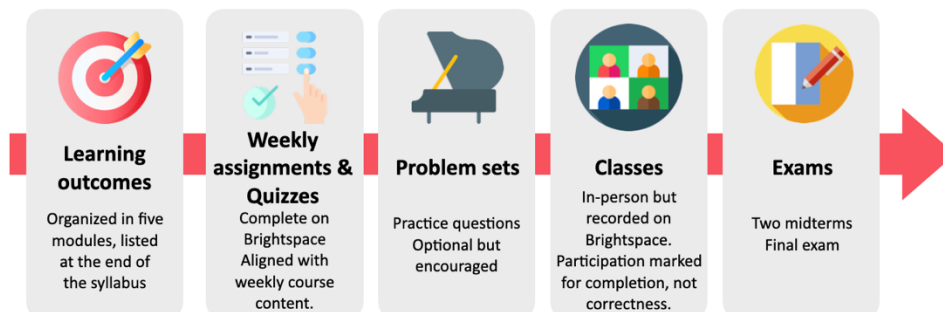 Learning
outcomes
Organized in five
modules, listed
at the end of
the syllabus
Weekly
assignments &
Quizzes
Complete on
Brightspace
Aligned with
weekly course
content.
Problem sets
Practice questions
Optional but
encouraged
Classes
In-person but
recorded on
Brightspace.
Participation marked
for completion, not
correctness.
Exams
Two midterms
Final exam